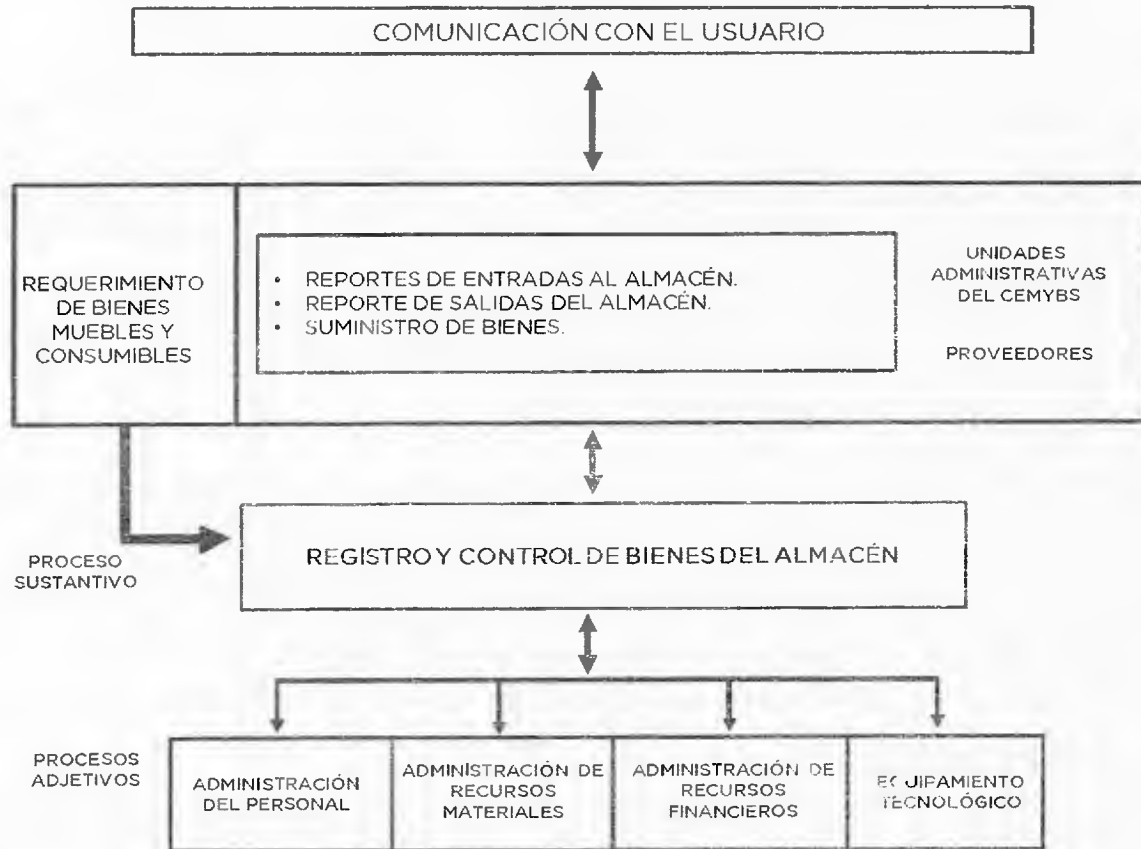 COMUNICACIÓN CON EL USUARIO
REQUERIMIENTO
DE BIENES
MUEBLES Y
CONSUMIBLES
• REPORTES DE ENTRADAS AL ALMACÉN.
• REPORTE DE SALIDAS DEL ALMACÉN.
• SUMINISTRO DE BIENES.
UNIDADES
ADMINISTRATIVAS
DEL CEMYBS
PROVEEDORES
PROCESO
SUSTANTIVO
REGISTRO Y CONTROL DE BIENES DEL ALMACÉN
PROCESOS
ADJETIVOS
ADMINISTRACIÓN
DEL PERSONAL
ADMINISTRACIÓN DE
RECURSOS
MATERIALES
ADMINISTRACIÓN DE
RECURSOS
FINANCIEROS
EQUIPAMIENTO
TECNOLÓGICO